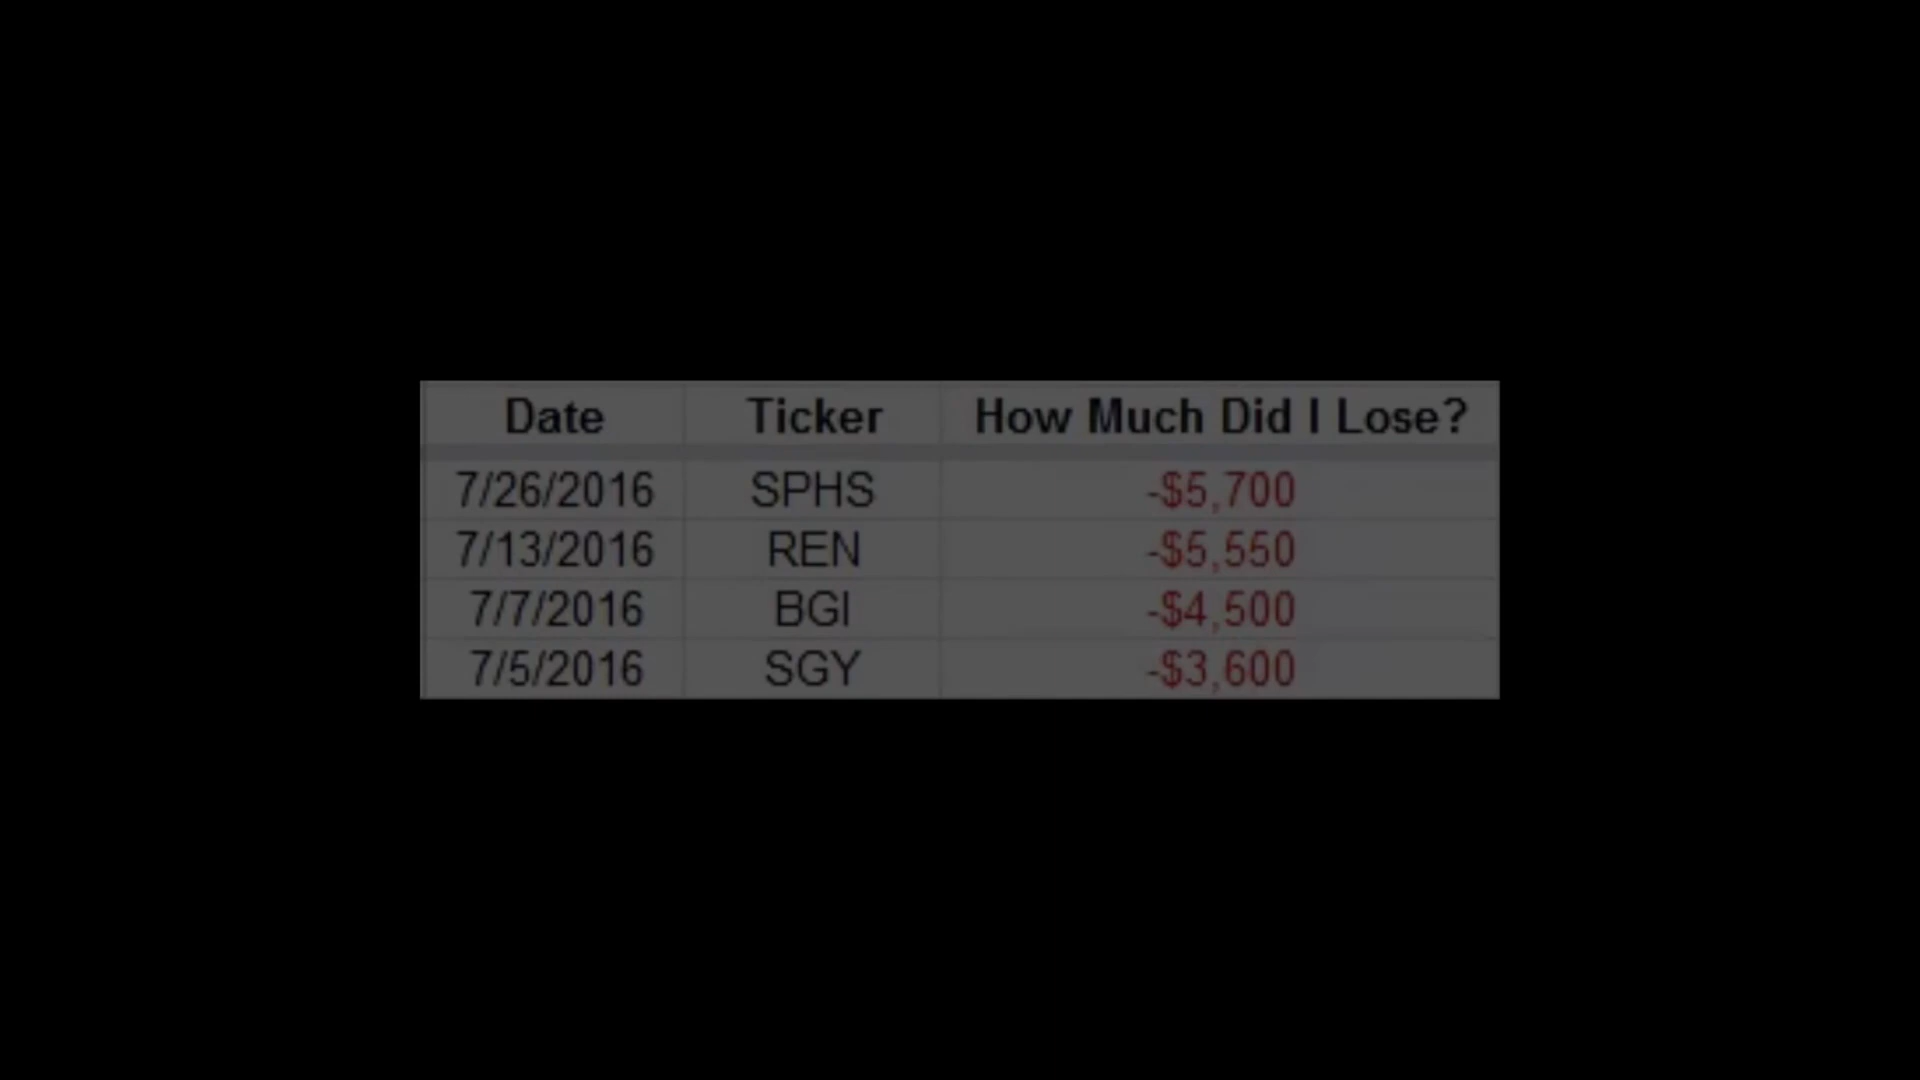 Date Ticker How Much Did I Lose?
7/26/2016 SPHS -$5,700
7/13/2016 REN -$5,550
7/7/2016 BGI -$4,500
7/5/2016 SGY -$3,600